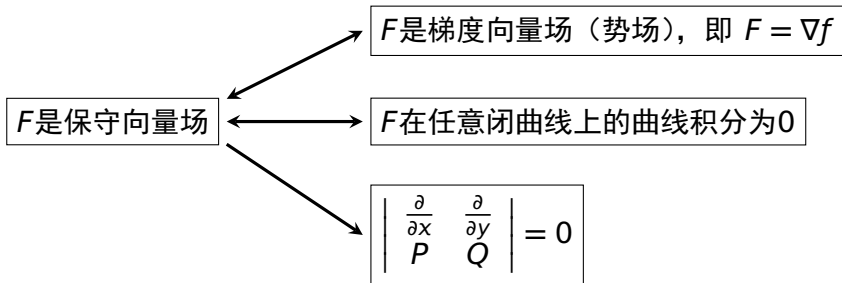 F是梯度向量场（势场），即 F = ∇f
F是保守向量场
F在任意闭曲线上的曲线积分为0
| ∂/∂x ∂/∂y |
| P Q | = 0